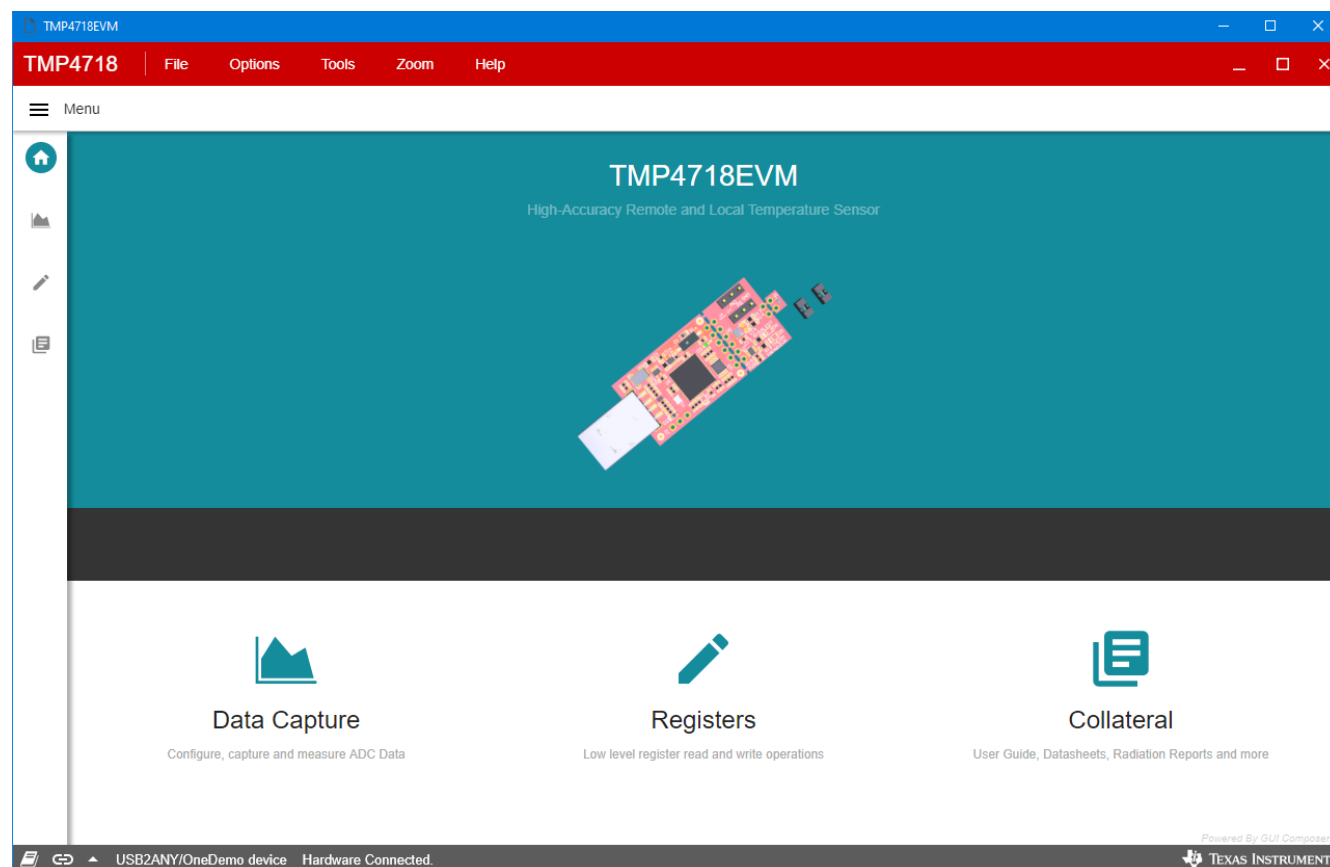 TMP4718EVM
TMP4718 File Options Tools Zoom Help
Menu
TMP4718EVM
High-Accuracy Remote and Local Temperature Sensor
Data Capture Registers Collateral
Configure, capture and measure ADC Data Low level register read and write operations User Guide, Datasheets, Radiation Reports and more
Powered By GUI Composer
USB2ANY/OneDemo device Hardware Connected. TEXAS INSTRUMENT